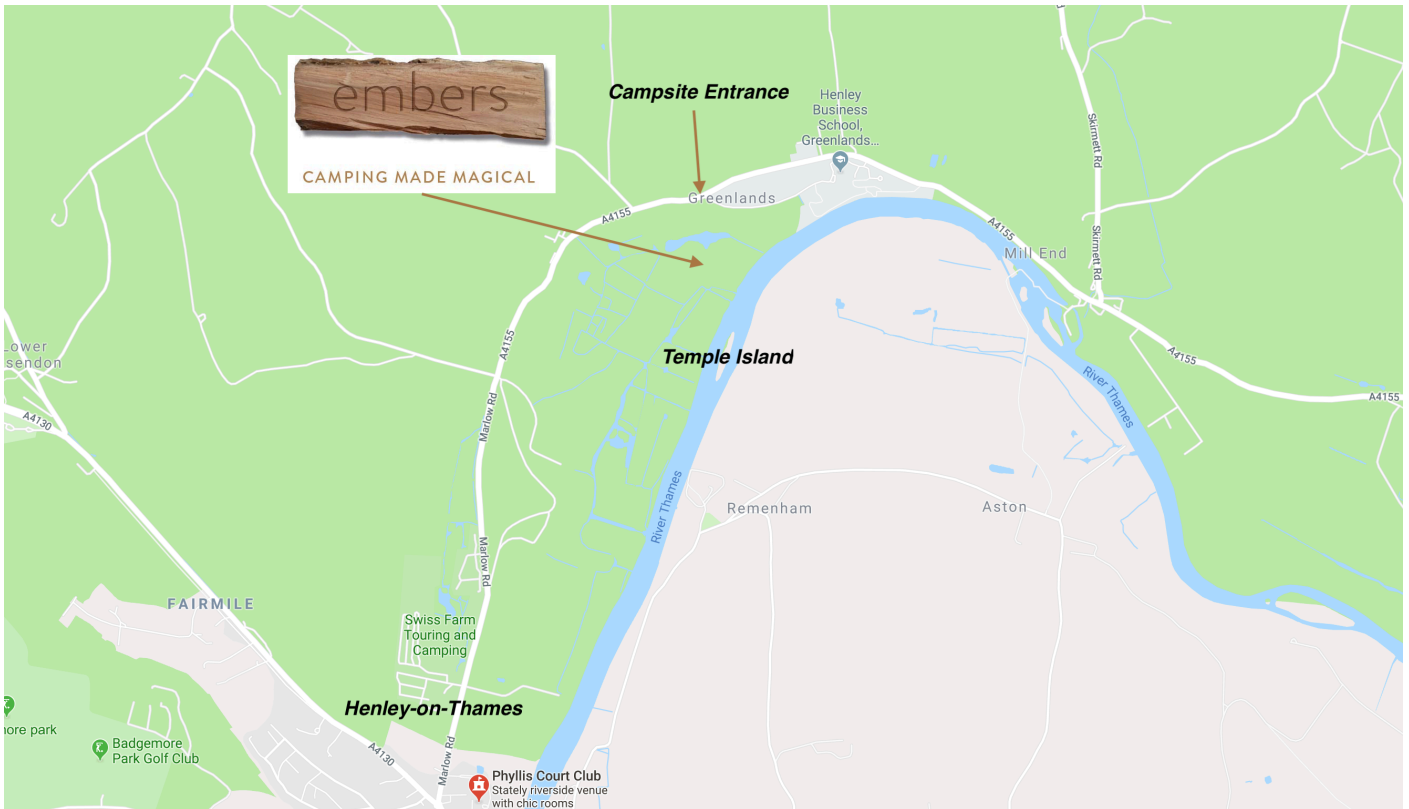 embers
CAMPING MADE MAGICAL
Campsite Entrance
Henley
Business
School,
Greenlands...
Skirmett Rd
Greenlands
A4155
A4155
Mill End
Skirmett Rd
Lower
sendon
A4155
Temple Island
A4155
River Thames
A4155
Marlow Rd
A4130
River Thames
Remenham
Aston
Marlow Rd
FAIRMILE
Swiss Farm
Touring and
Camping
Henley-on-Thames
ore park
Badgemore
Park Golf Club
A4130
Marlow Rd
Phyllis Court Club
Stately riverside venue
with chic rooms